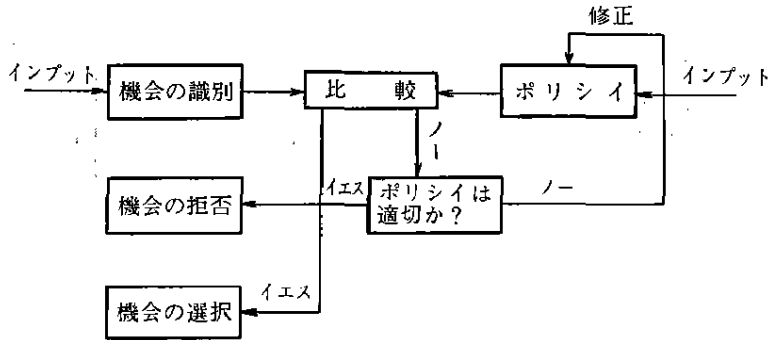 修正
インプット
機会の識別
比較
ポリシイ
インプット
ノー
機会の拒否
イエス
ポリシイは
適切か？
ノー
機会の選択
イエス